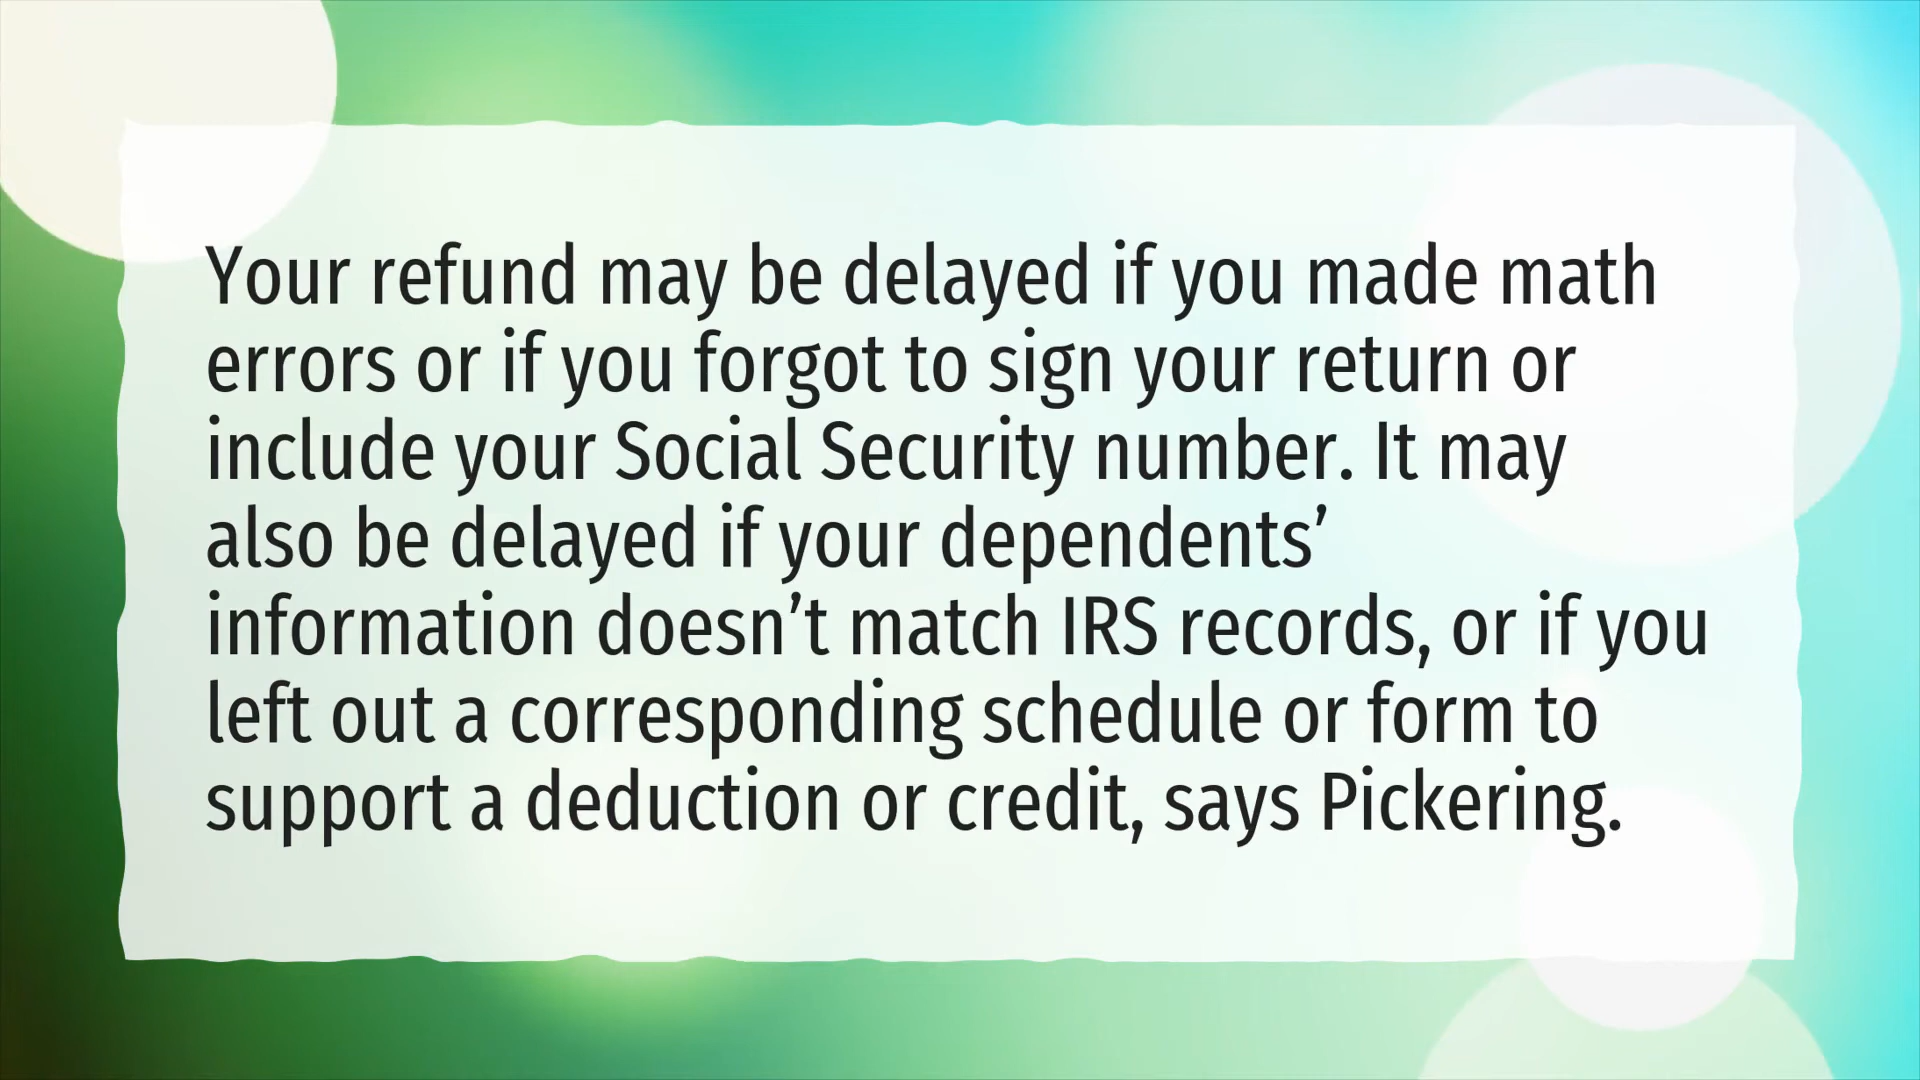 Your refund may be delayed if you made math
errors or if you forgot to sign your return or
include your Social Security number. It may
also be delayed if your dependents’
information doesn’t match IRS records, or if you
left out a corresponding schedule or form to
support a deduction or credit, says Pickering.